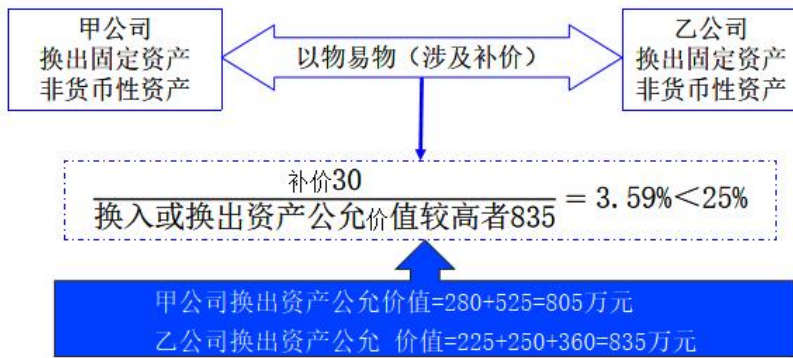 甲公司
换出固定资产
非货币性资产
以物易物（涉及补价）
乙公司
换出固定资产
非货币性资产
补价30
换入或换出资产公允价值较高者835
= 3.59%＜25%
甲公司换出资产公允价值=280+525=805万元
乙公司换出资产公允 价值=225+250+360=835万元